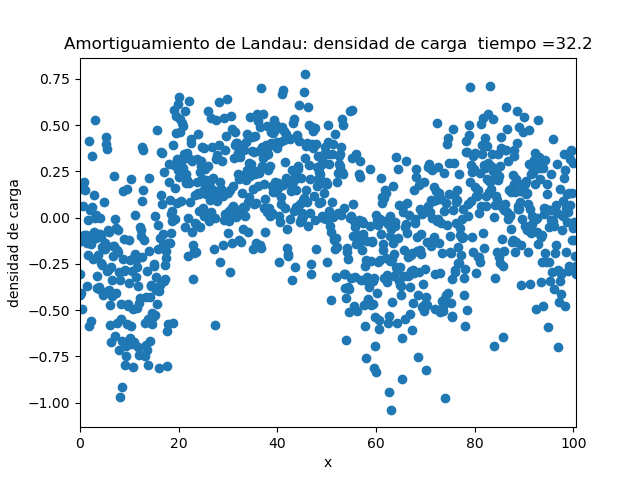 Amortiguamiento de Landau: densidad de carga  tiempo =32.2
0.75
0.50
0.25
0.00
−0.25
−0.50
−0.75
−1.00
densidad de carga
0 20 40 60 80 100
x